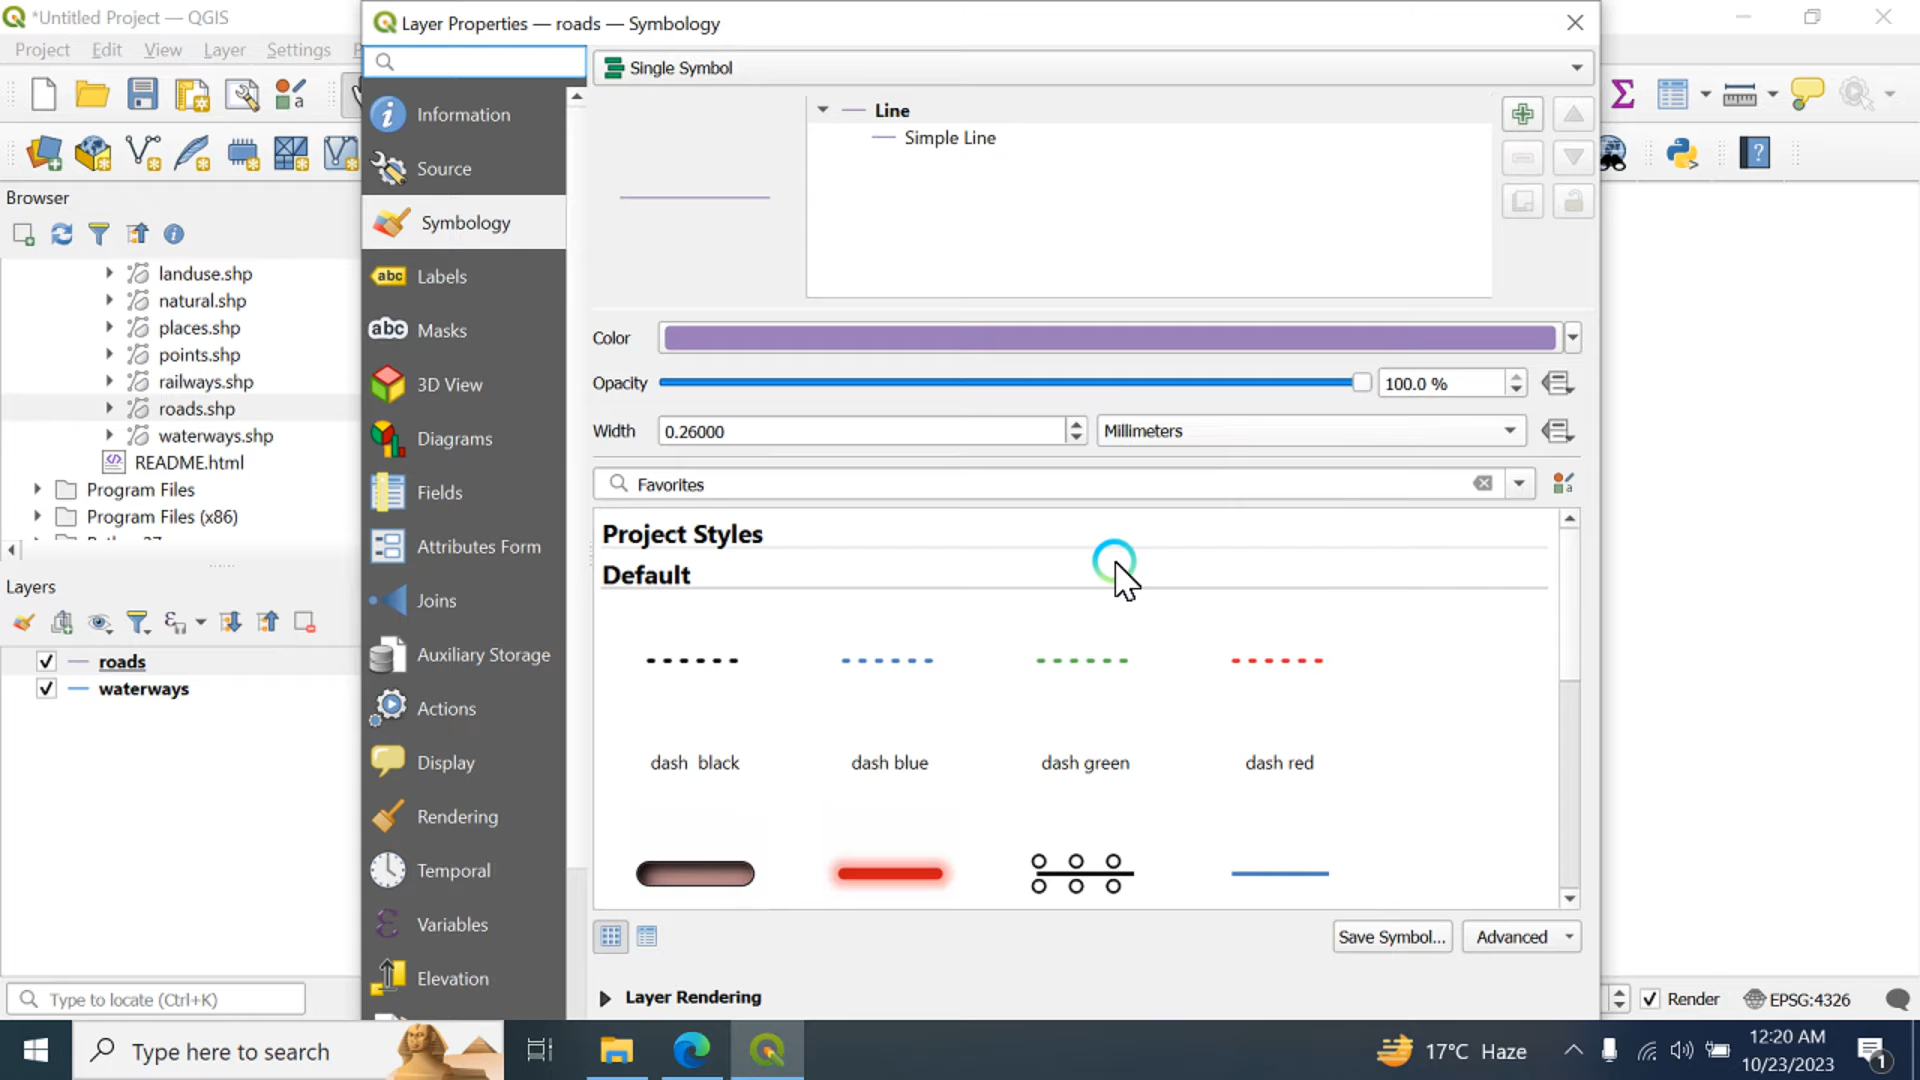 *Untitled Project — QGIS
Layer Properties — roads — Symbology
Project Edit View Layer Settings
Single Symbol
Information
Line
Simple Line
Source
Browser
Symbology
landuse.shp
Labels
natural.shp
places.shp
Masks
Color
points.shp
3D View
Opacity
100.0 %
railways.shp
roads.shp
Diagrams
Width
0.26000
Millimeters
waterways.shp
README.html
Fields
Favorites
Program Files
Program Files (x86)
Project Styles
Attributes Form
Default
Layers
Joins
roads
Auxiliary Storage
waterways
Actions
Display
dash black
dash blue
dash green
dash red
Rendering
Temporal
Variables
Save Symbol...
Advanced
Elevation
Type to locate (Ctrl+K)
Layer Rendering
Render
EPSG:4326
Type here to search
17°C Haze
12:20 AM
10/23/2023
1